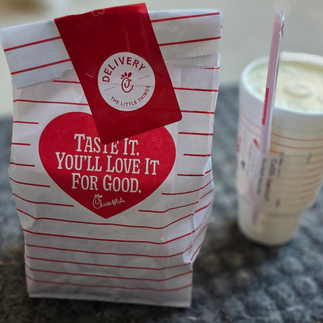 DELIVERY
THE LITTLE THINGS
TASTE IT.
YOU'LL LOVE IT
FOR GOOD.
Chick-fil-A